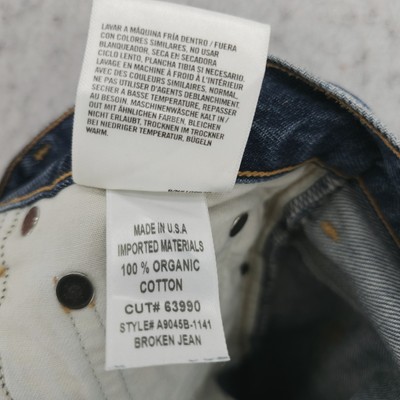 LAVAR A MÁQUINA FRÍA DENTRO / FUERA
CON COLORES SIMILARES, NO USAR
BLANQUEADOR, SECA EN SECADORA
CICLO LENTO, PLANCHA TIBIA SI NECESARIO.
LAVAGE EN MACHINE À FROID À L'INTÉRIEUR
AVEC DES COULEURS SIMILAIRES, NORMAL
NE PAS UTILISER D'AGENTS DEBLANCHIMENT.
SÉCHER À BASSE TEMPÉRATURE, REPASSER
AU BESOIN. MASCHINENWÄSCHE KALT IN /
OUT MIT ÄHNLICHEN FARBEN, BLEICHEN
NICHT ERLAUBT. TROCKNEN IM TROCKNER
BEI NIEDRIGER TEMPERATUR. BÜGELN
WARM.
MADE IN U.S.A
IMPORTED MATERIALS
100 % ORGANIC
COTTON
CUT# 63990
STYLE# A9045B-1141
BROKEN JEAN